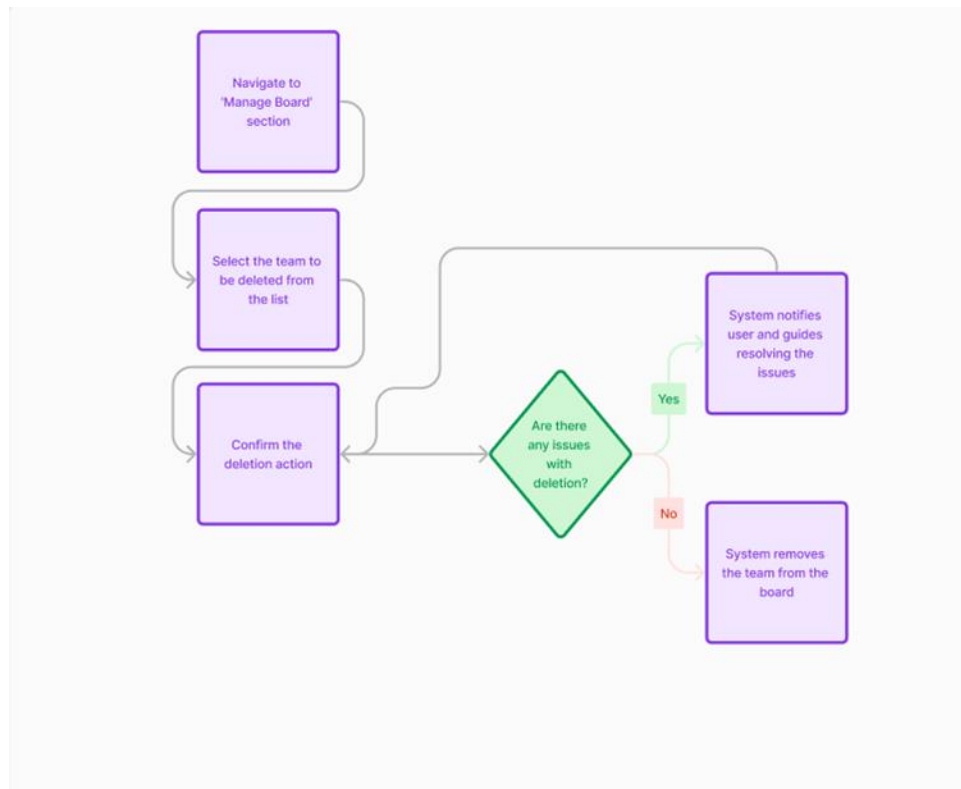 Navigate to
'Manage Board'
section
Select the team to
be deleted from
the list
Confirm the
deletion action
Are there
any issues
with
deletion?
Yes
System notifies
user and guides
resolving the
issues
No
System removes
the team from the
board